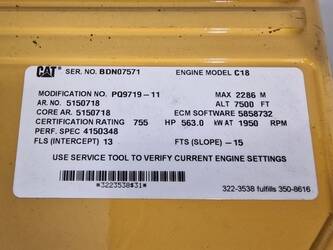 CAT SER. NO. BDN07571 ENGINE MODEL C18
MODIFICATION NO. PQ9719-11 MAX 2286 M
AR. NO. 5150718 ALT 7500 FT
CORE AR. 5150718 ECM SOFTWARE 5858732
CERTIFICATION RATING 755 HP 563.0 kW AT 1950 RPM
PERF. SPEC 4150348
FLS (INTERCEPT) 13 FTS (SLOPE) -15
USE SERVICE TOOL TO VERIFY CURRENT ENGINE SETTINGS
*3223538#31* 322-3538 fulfills 350-8616